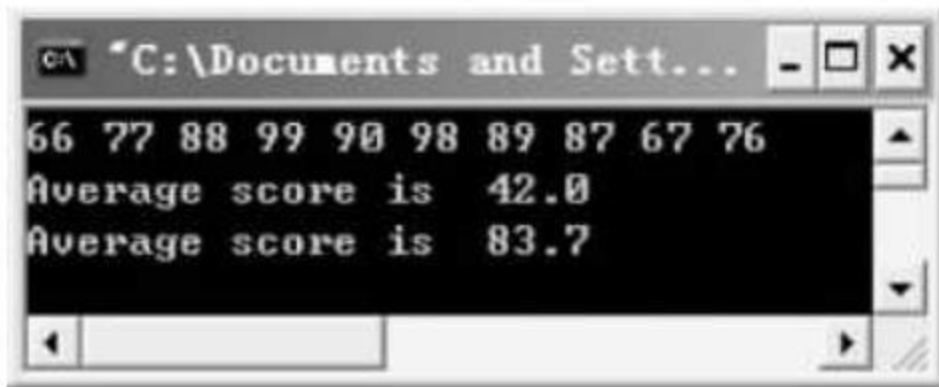 C:\ "C:\Documents and Sett...
66 77 88 99 90 98 89 87 67 76
Average score is  42.0
Average score is  83.7